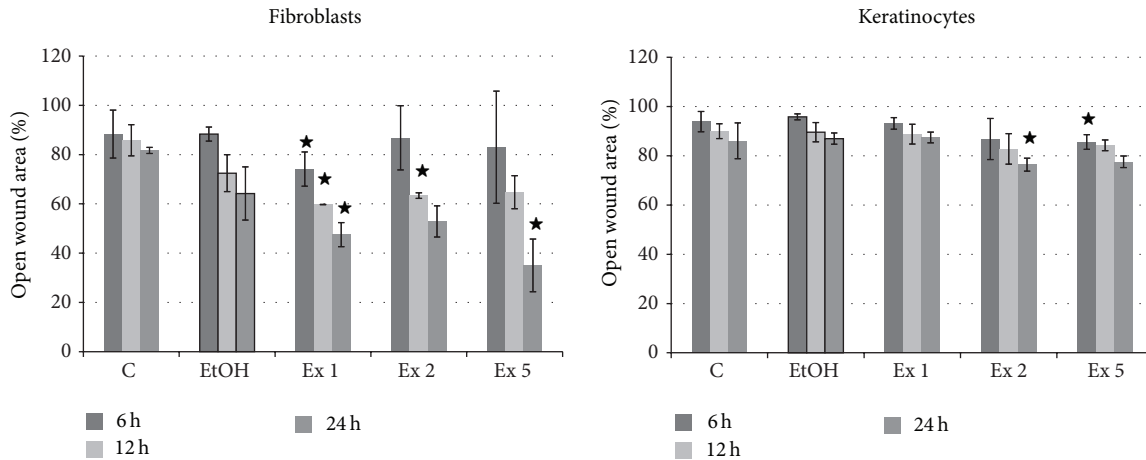 Fibroblasts
Open wound area (%)
120
100
80
60
40
20
0
C EtOH Ex 1 Ex 2 Ex 5
6 h
12 h
24 h
Keratinocytes
Open wound area (%)
120
100
80
60
40
20
0
C EtOH Ex 1 Ex 2 Ex 5
6 h
12 h
24 h